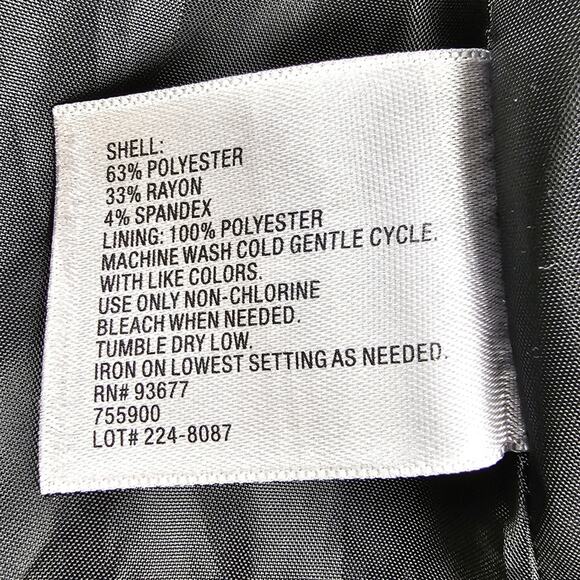 SHELL:
63% POLYESTER
33% RAYON
4% SPANDEX
LINING: 100% POLYESTER
MACHINE WASH COLD GENTLE CYCLE.
WITH LIKE COLORS.
USE ONLY NON-CHLORINE
BLEACH WHEN NEEDED.
TUMBLE DRY LOW.
IRON ON LOWEST SETTING AS NEEDED.
RN# 93677
755900
LOT# 224-8087